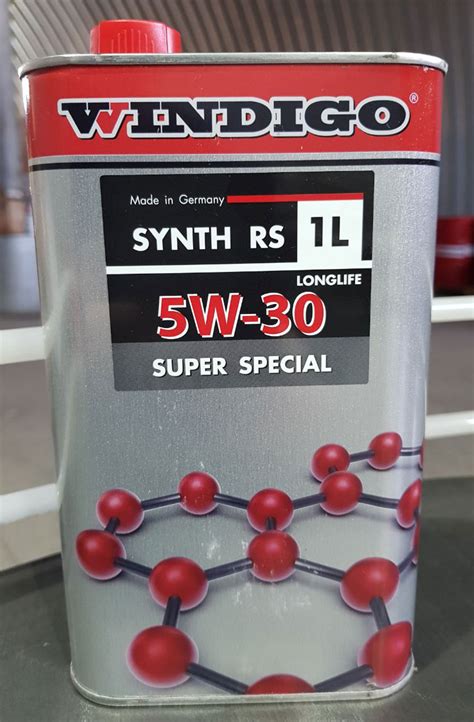 WINDIGO®
Made in Germany
SYNTH RS 1L
LONGLIFE
5W-30
SUPER SPECIAL